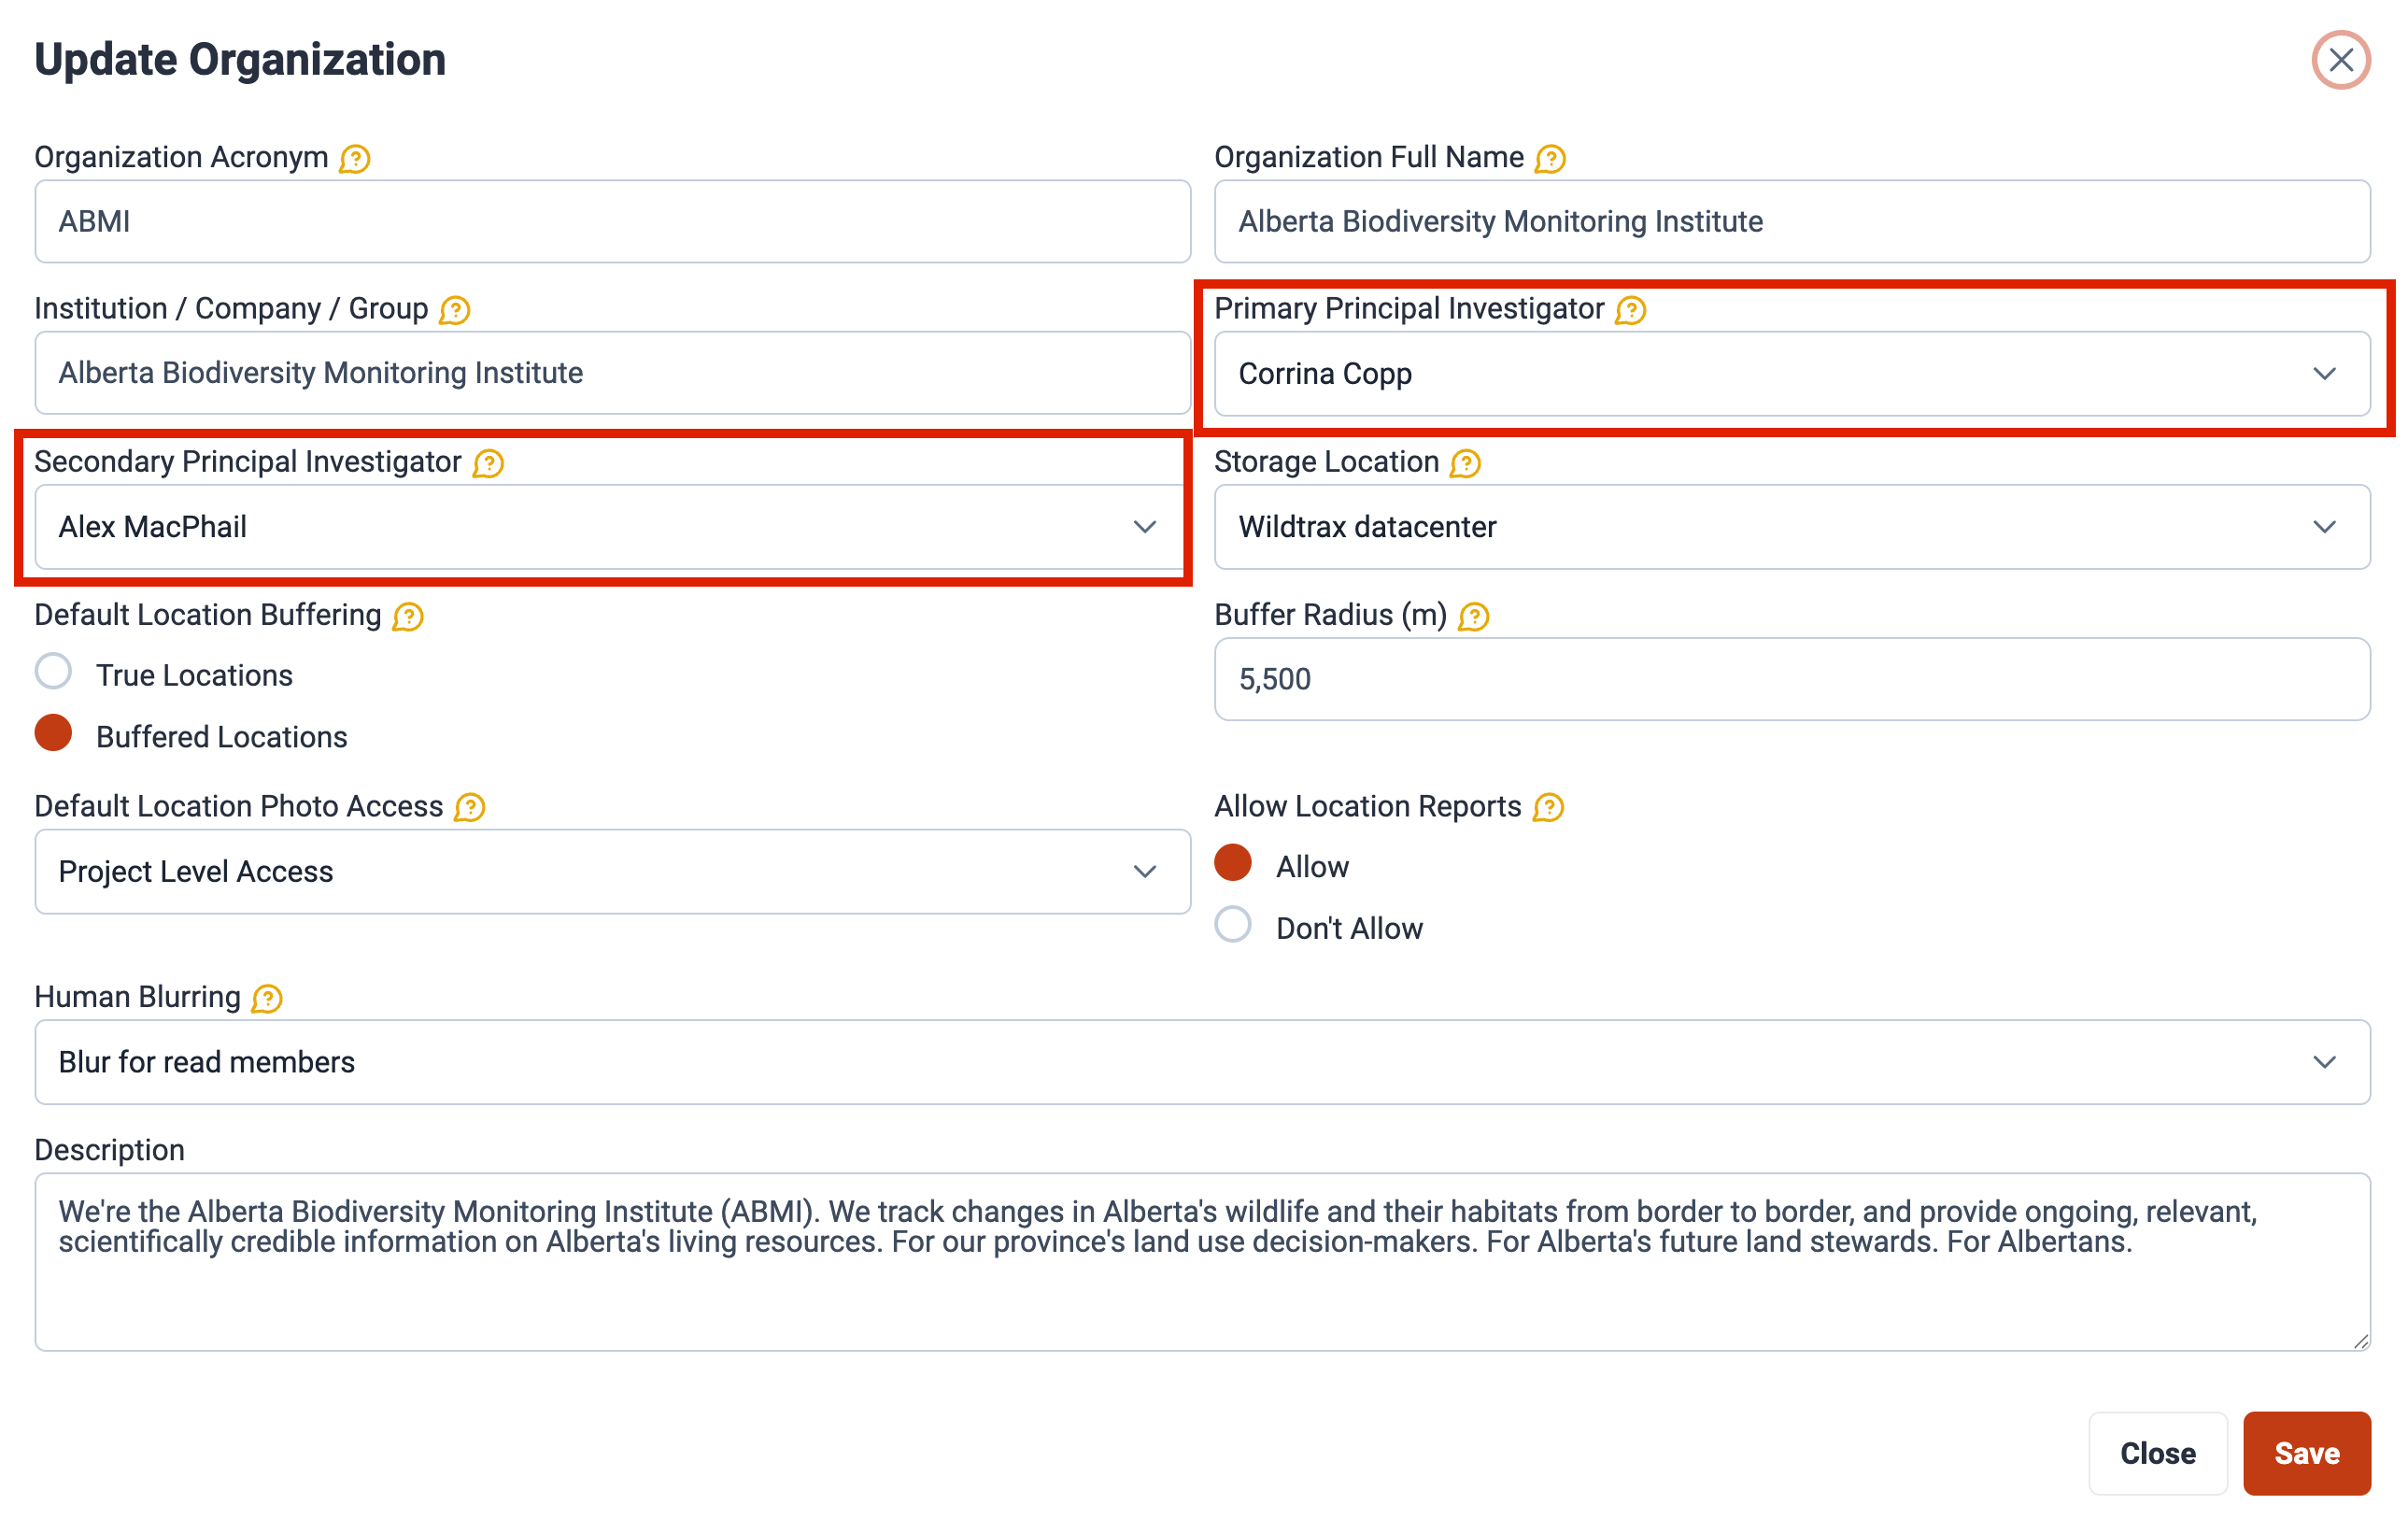 Update Organization
Organization Acronym
Organization Full Name
ABMI
Alberta Biodiversity Monitoring Institute
Institution / Company / Group
Primary Principal Investigator
Alberta Biodiversity Monitoring Institute
Corrina Copp
Secondary Principal Investigator
Storage Location
Alex MacPhail
Wildtrax datacenter
Default Location Buffering
Buffer Radius (m)
True Locations
5,500
Buffered Locations
Default Location Photo Access
Allow Location Reports
Project Level Access
Allow
Don't Allow
Human Blurring
Blur for read members
Description
We're the Alberta Biodiversity Monitoring Institute (ABMI). We track changes in Alberta's wildlife and their habitats from border to border, and provide ongoing, relevant,
scientifically credible information on Alberta's living resources. For our province's land use decision-makers. For Alberta's future land stewards. For Albertans.
Close
Save